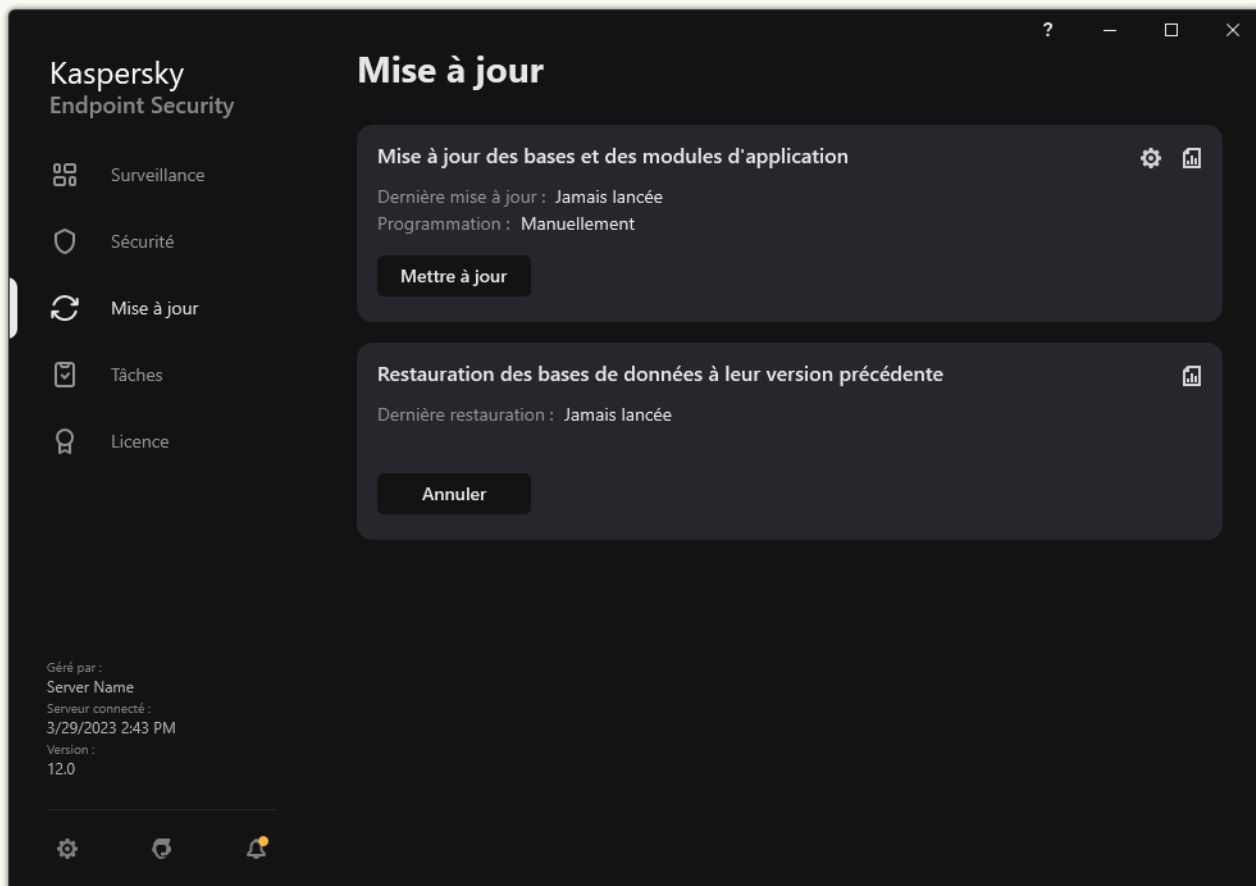 ?
Kaspersky
Endpoint Security
Surveillance
Sécurité
Mise à jour
Tâches
Licence
Géré par :
Server Name
Serveur connecté :
3/29/2023 2:43 PM
Version :
12.0
Mise à jour
Mise à jour des bases et des modules d'application
Dernière mise à jour : Jamais lancée
Programmation : Manuellement
Mettre à jour
Restauration des bases de données à leur version précédente
Dernière restauration : Jamais lancée
Annuler